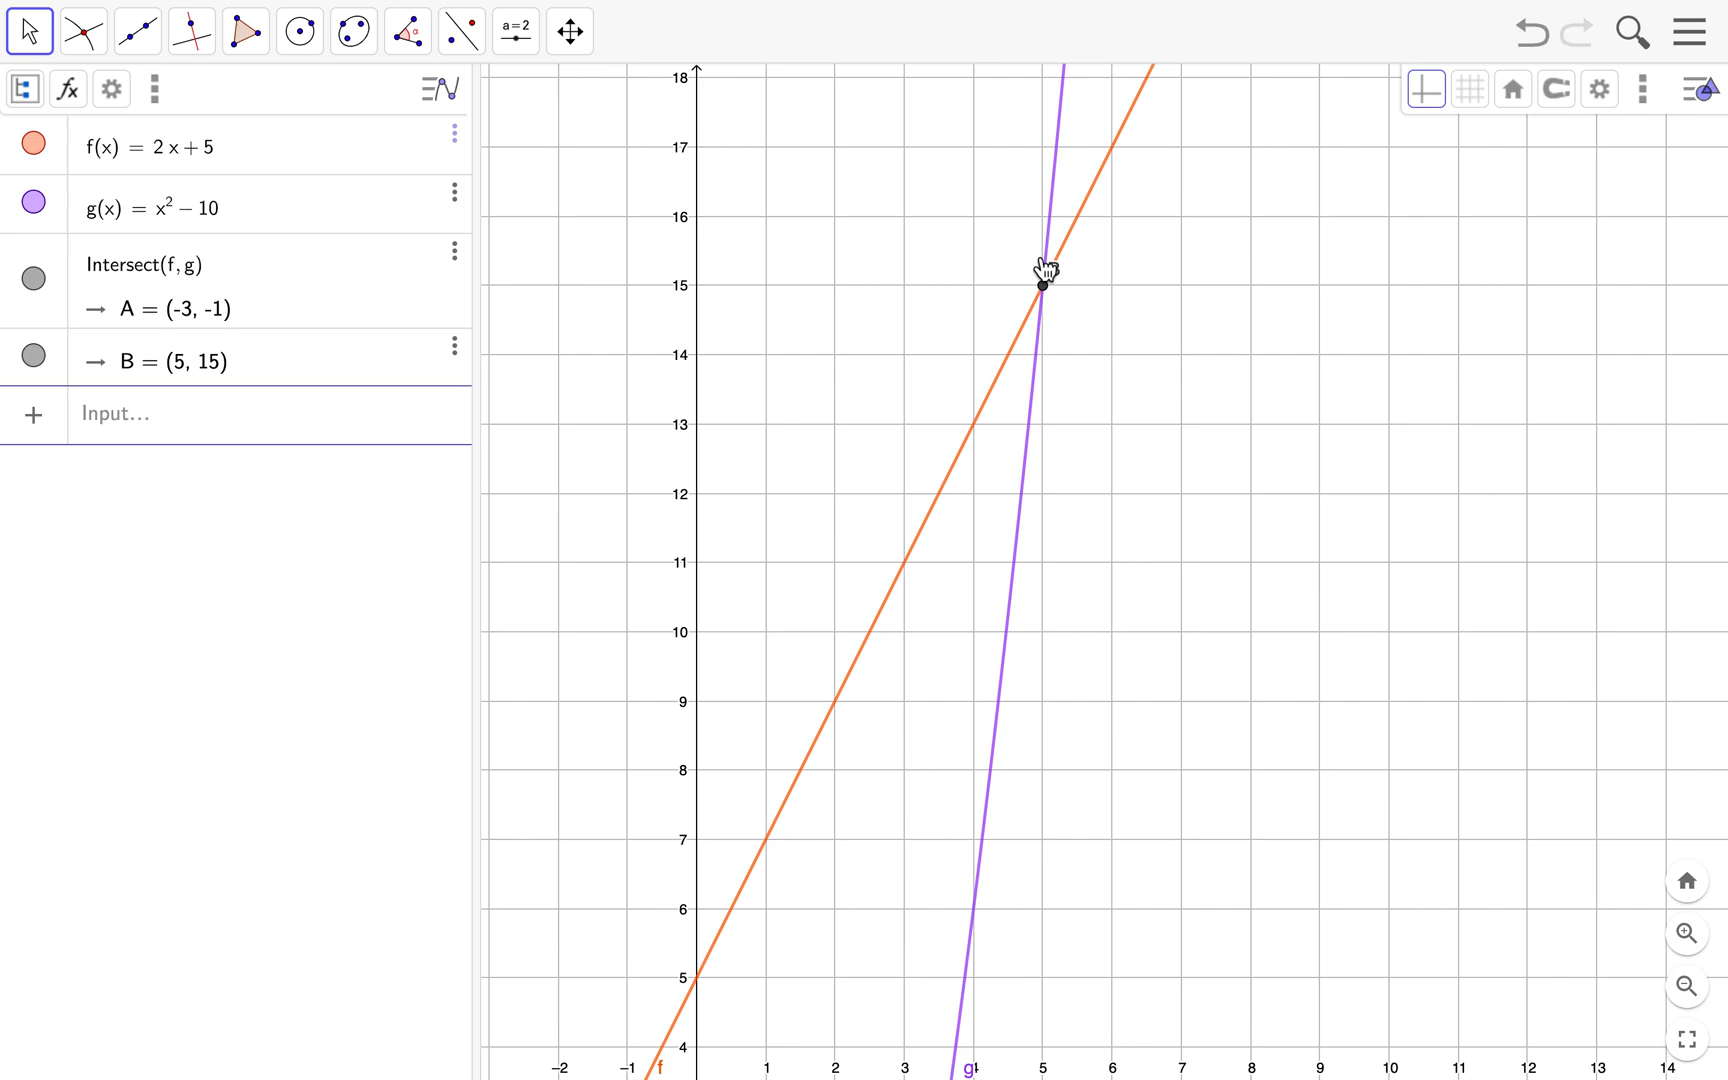 a=2
α
fx
f(x) = 2 x + 5
g(x) = x² − 10
Intersect(f, g)
→ A = (-3, -1)
→ B = (5, 15)
+ Input...
18
17
16
15
14
13
12
11
10
9
8
7
6
5
4
−2 −1 f 1 2 3 g 4 5 6 7 8 9 10 11 12 13 14